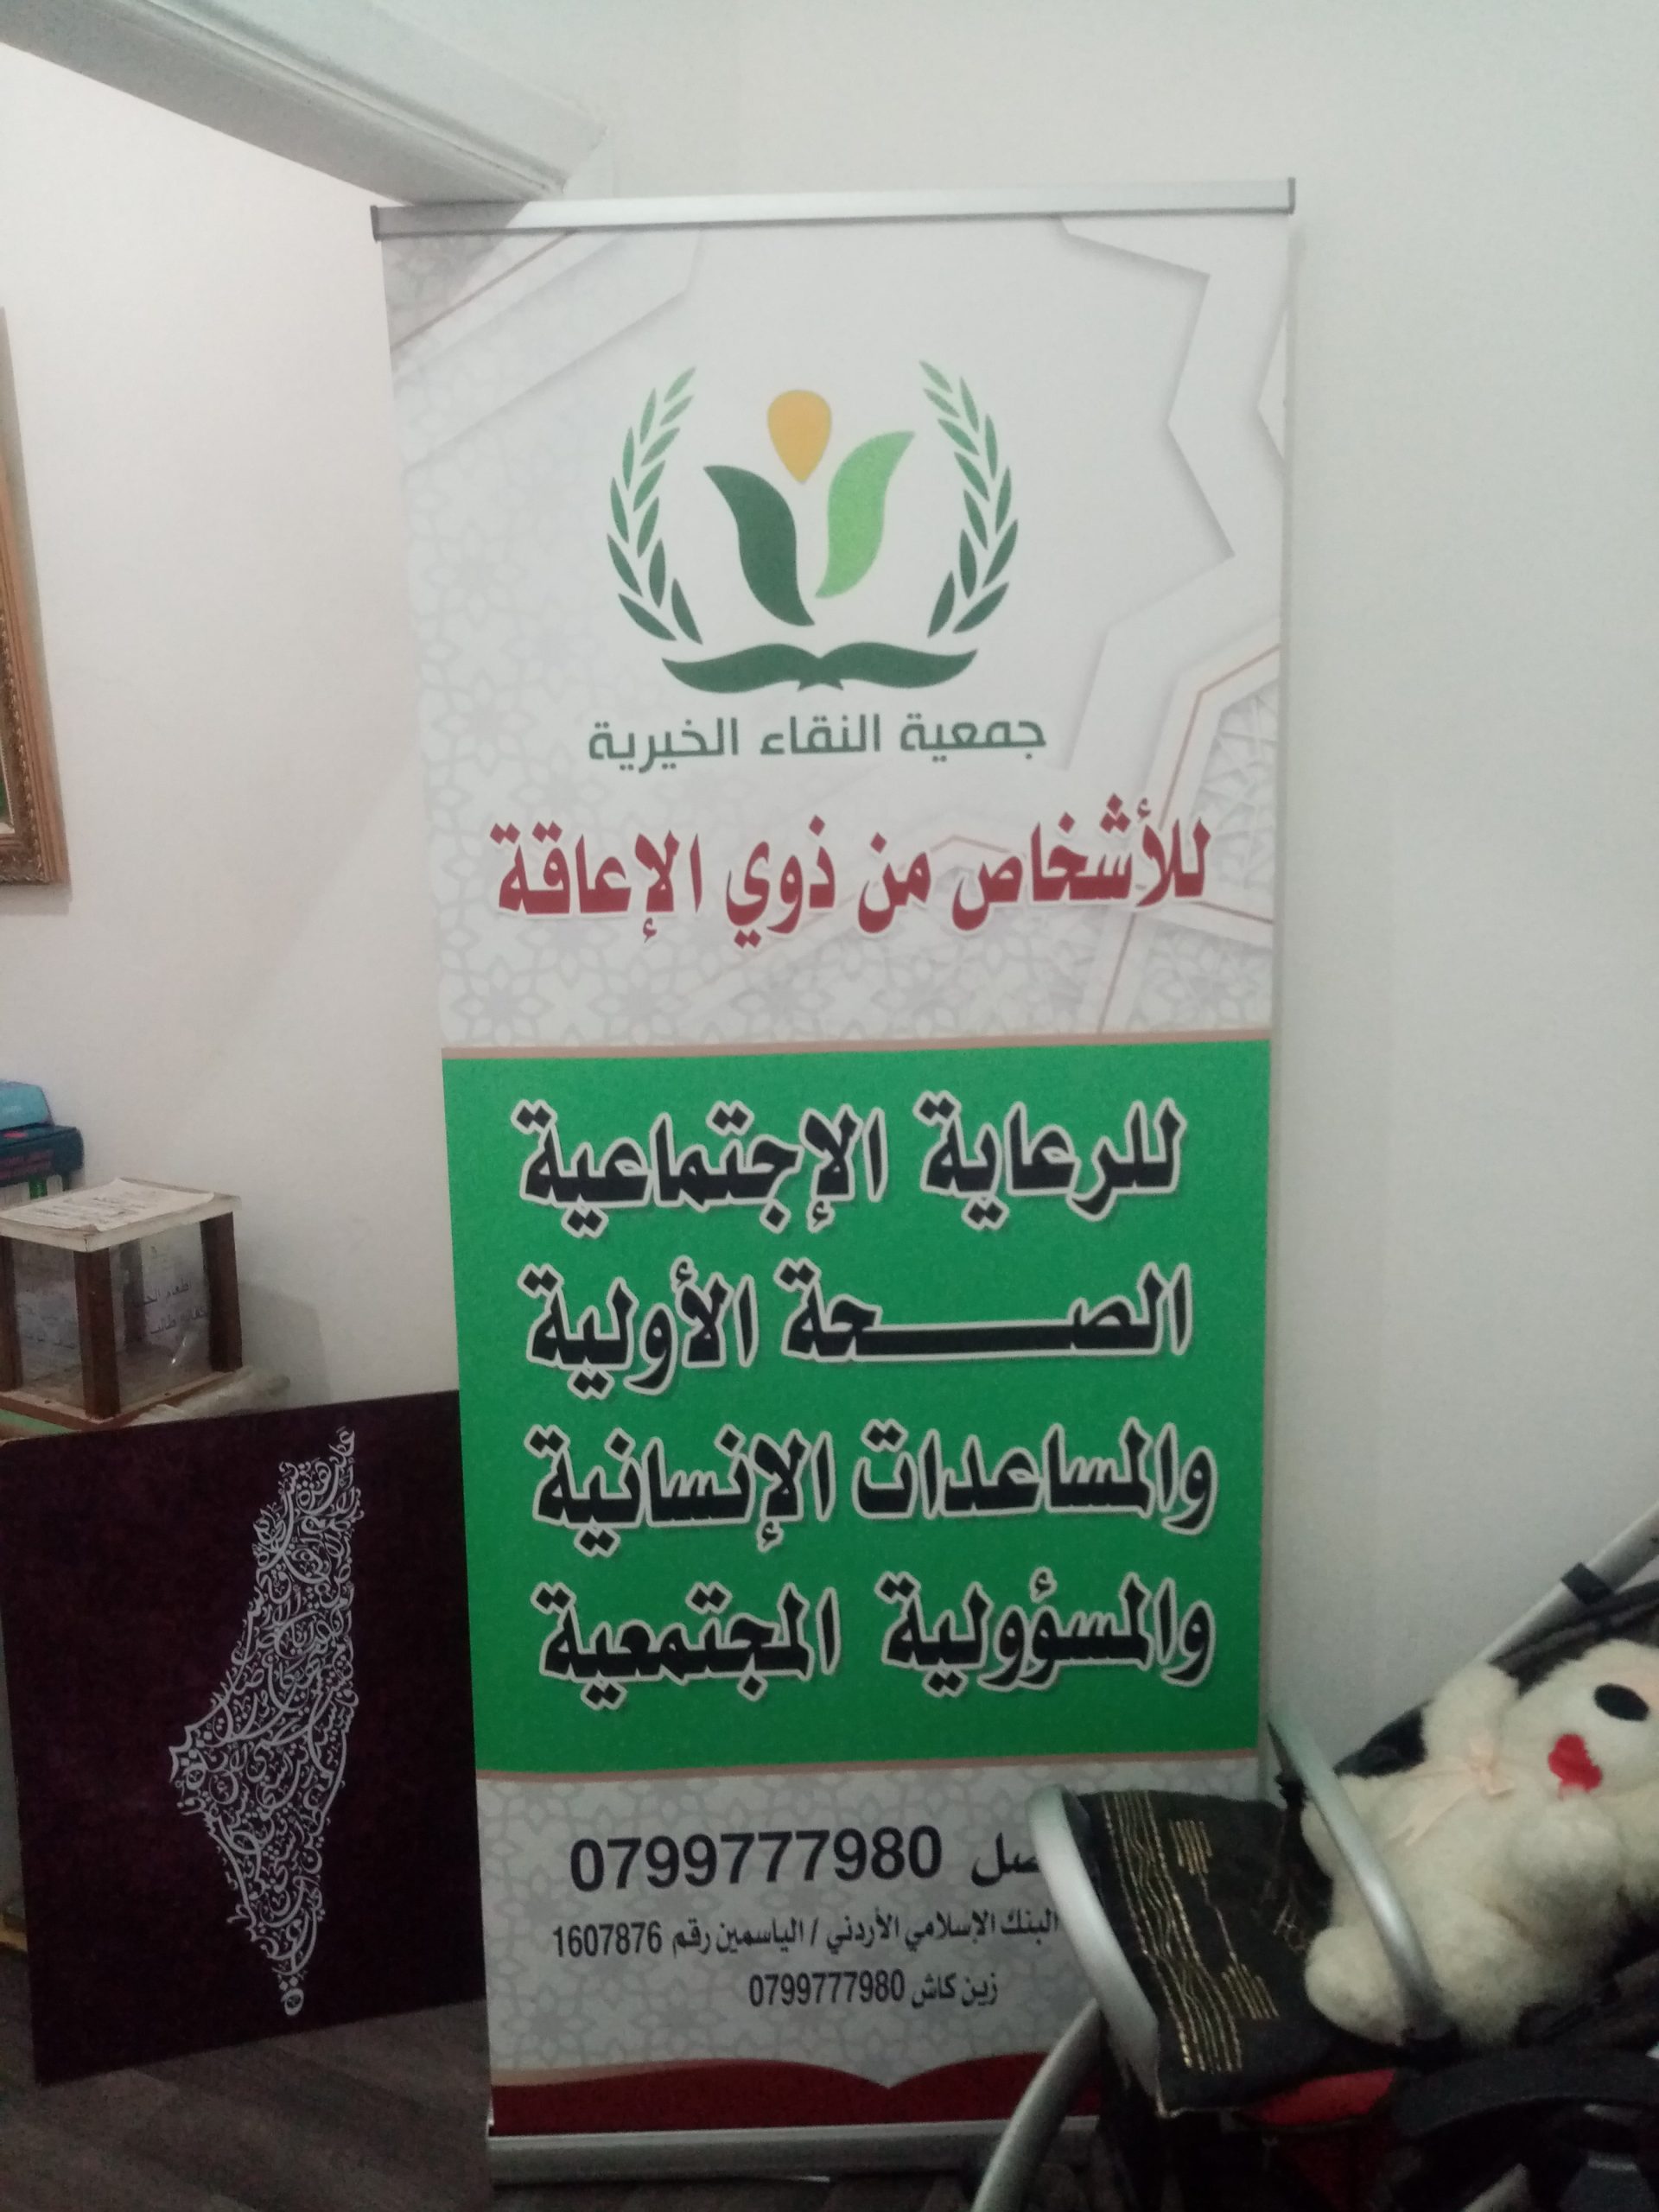 جمعية النقاء الخيرية
للأشخاص من ذوي الإعاقة
للرعاية الإجتماعية
الصحة الأولية
والمساعدات الإنسانية
والمسؤولية المجتمعية
0799777980
البنك الإسلامي الأردني / الياسمين رقم 1607876
زين كاش 0799777980